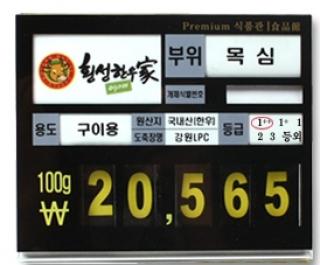 Premium 식품관 食品館
횡성한우家
부위 목 심
개체식별번호
용도 구이용 원산지 국내산(한우) 등급 1++ 1+ 1
도축장명 강원LPC 2 3 등외
100g
₩ 20,565